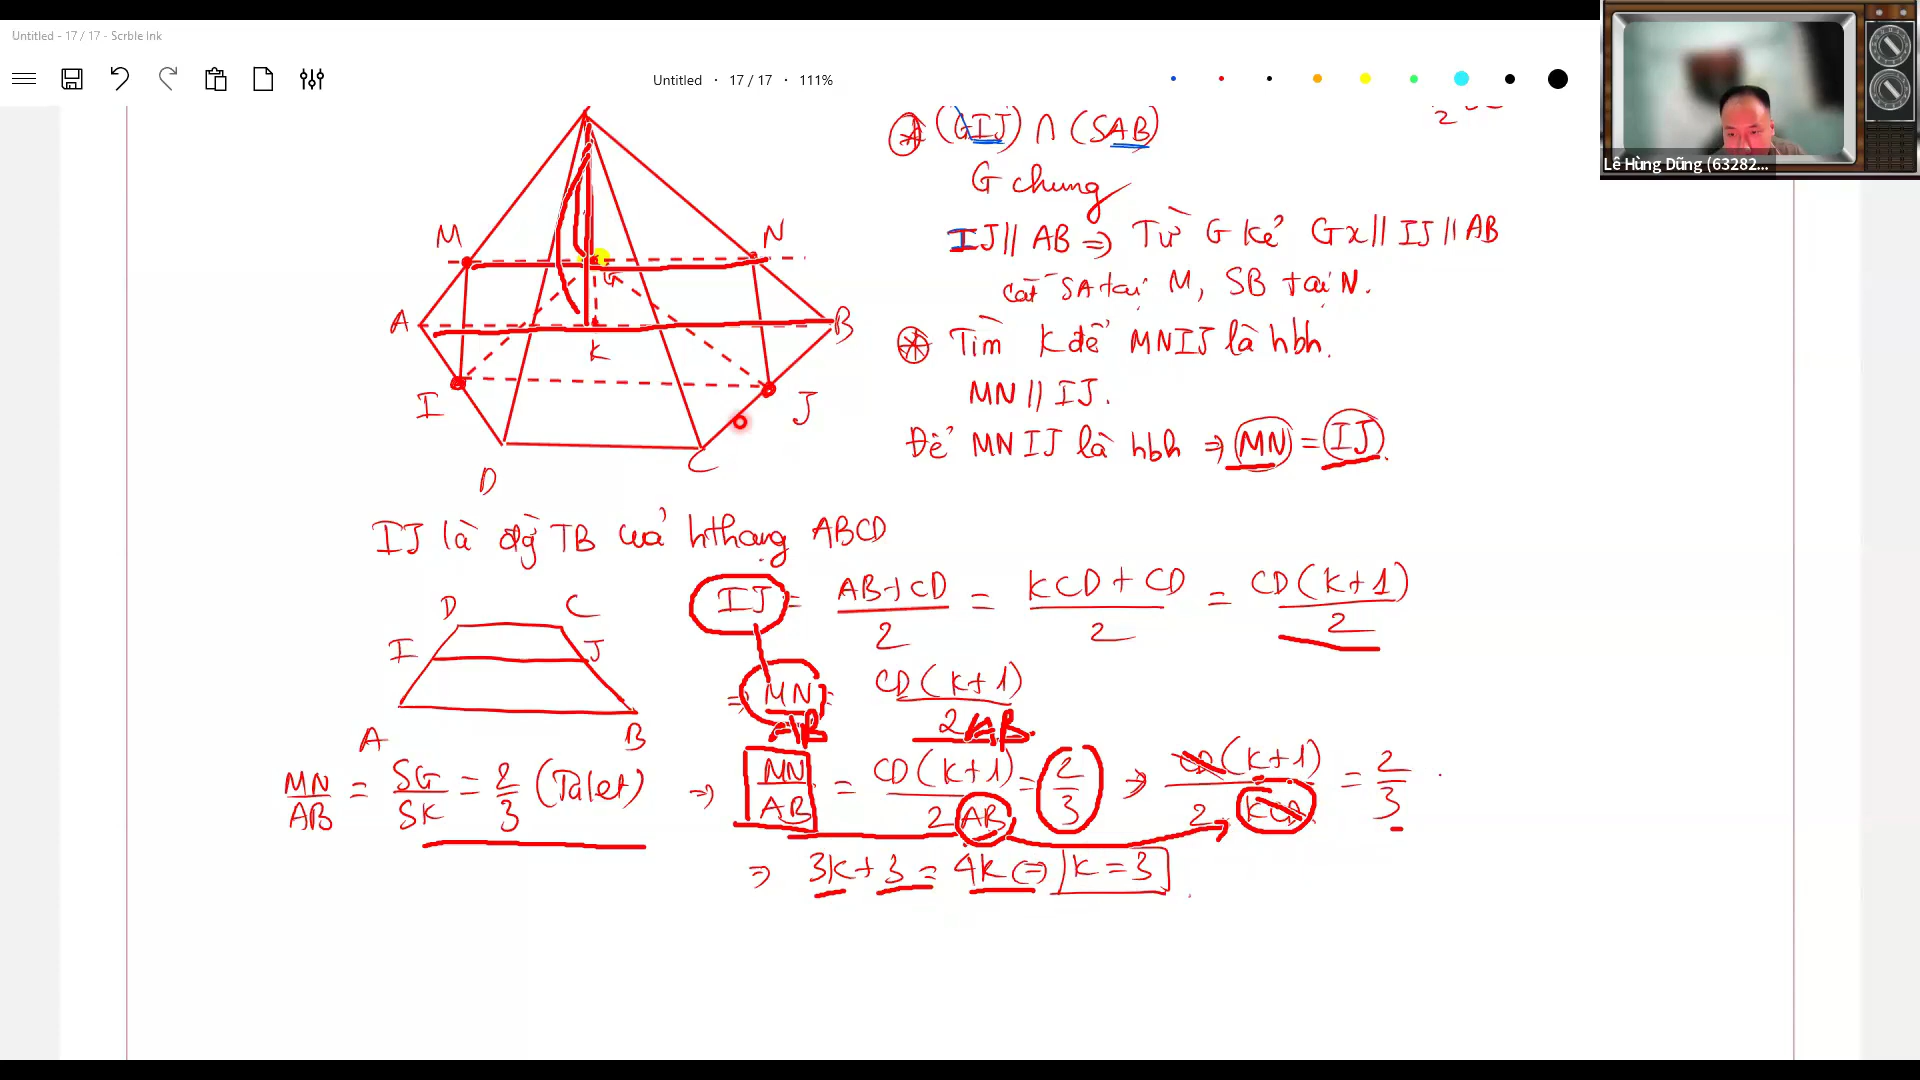 Untitled - 17 / 17 - Scrble Ink
Untitled • 17 / 17 • 111%
Lê Hùng Dũng (63282...
(GIJ) ∩ (SAB)
G chung
IJ // AB => Từ G kẻ Gx // IJ // AB
cắt SA tại M, SB tại N.
Tìm K để MNIJ là hbh.
MN // IJ.
Để MNIJ là hbh => MN = IJ.
M
N
G
A
B
K
I
J
D
C
IJ là đg TB của hthang ABCD
IJ = AB+CD / 2 = KCD + CD / 2 = CD(K+1) / 2
D C
I J
A B
= MN / AB = CD(K+1) / 2AB
MN / AB = SG / SK = 2 / 3 (Talet) => MN / AB = CD(K+1) / 2AB = 2 / 3 => CD(K+1) / 2 KCD = 2 / 3
=> 3K + 3 = 4K <=> K = 3